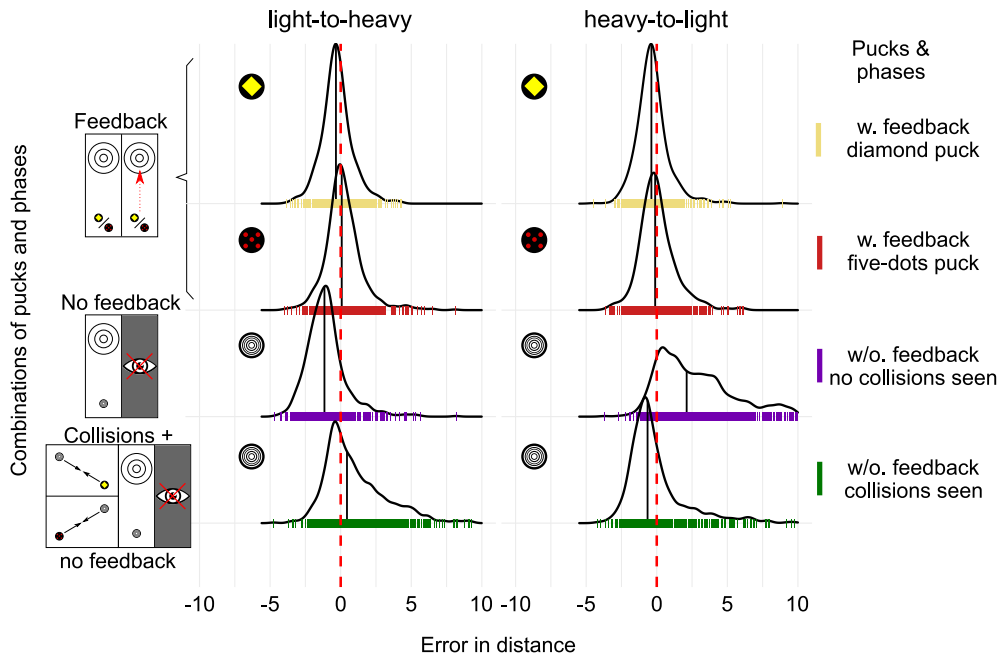 light-to-heavy
heavy-to-light
Pucks &
phases
Combinations of pucks and phases
Feedback
No feedback
Collisions +
no feedback
w. feedback
diamond puck
w. feedback
five-dots puck
w/o. feedback
no collisions seen
w/o. feedback
collisions seen
-10 -5 0 5 10
-10 -5 0 5 10
Error in distance